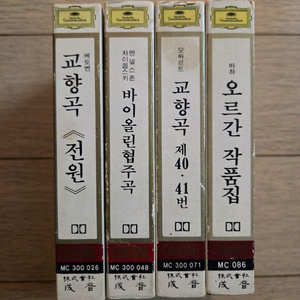 베토벤
교향곡
《전원》
MC 300 026
株式會社
成音
멘델스존
차이콥스키
바이올린협주곡
MC 300 048
株式會社
成音
모짜르트
교향곡
제40·41번
MC 300 071
株式會社
成音
바하
오르간 작품집
MC 086
株式會社
成音